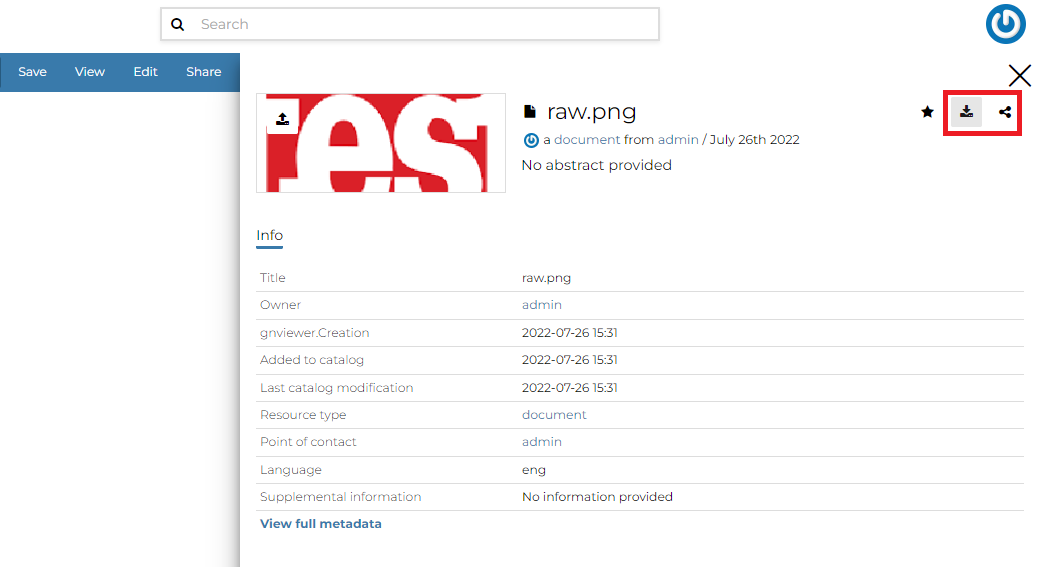 Search
Save View Edit Share
es
raw.png
a document from admin / July 26th 2022
No abstract provided
Info
Title raw.png
Owner admin
gnviewer.Creation 2022-07-26 15:31
Added to catalog 2022-07-26 15:31
Last catalog modification 2022-07-26 15:31
Resource type document
Point of contact admin
Language eng
Supplemental information No information provided
View full metadata